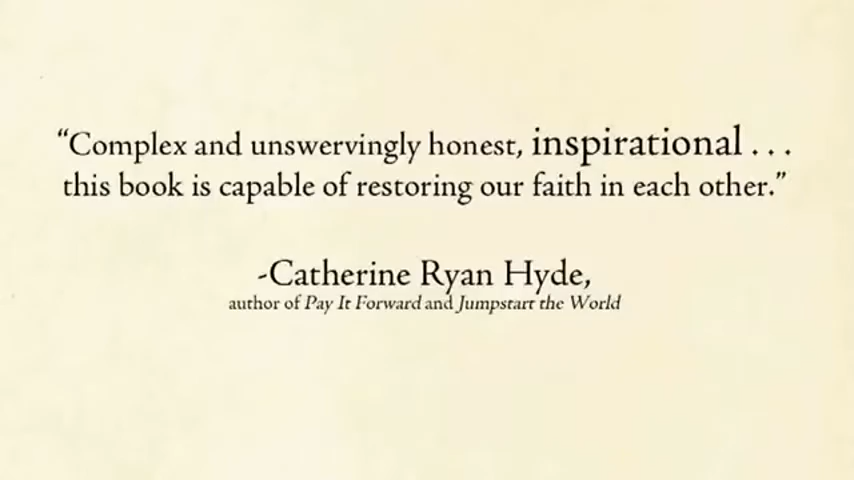 “Complex and unswervingly honest, inspirational . . .
this book is capable of restoring our faith in each other.”
-Catherine Ryan Hyde,
author of Pay It Forward and Jumpstart the World